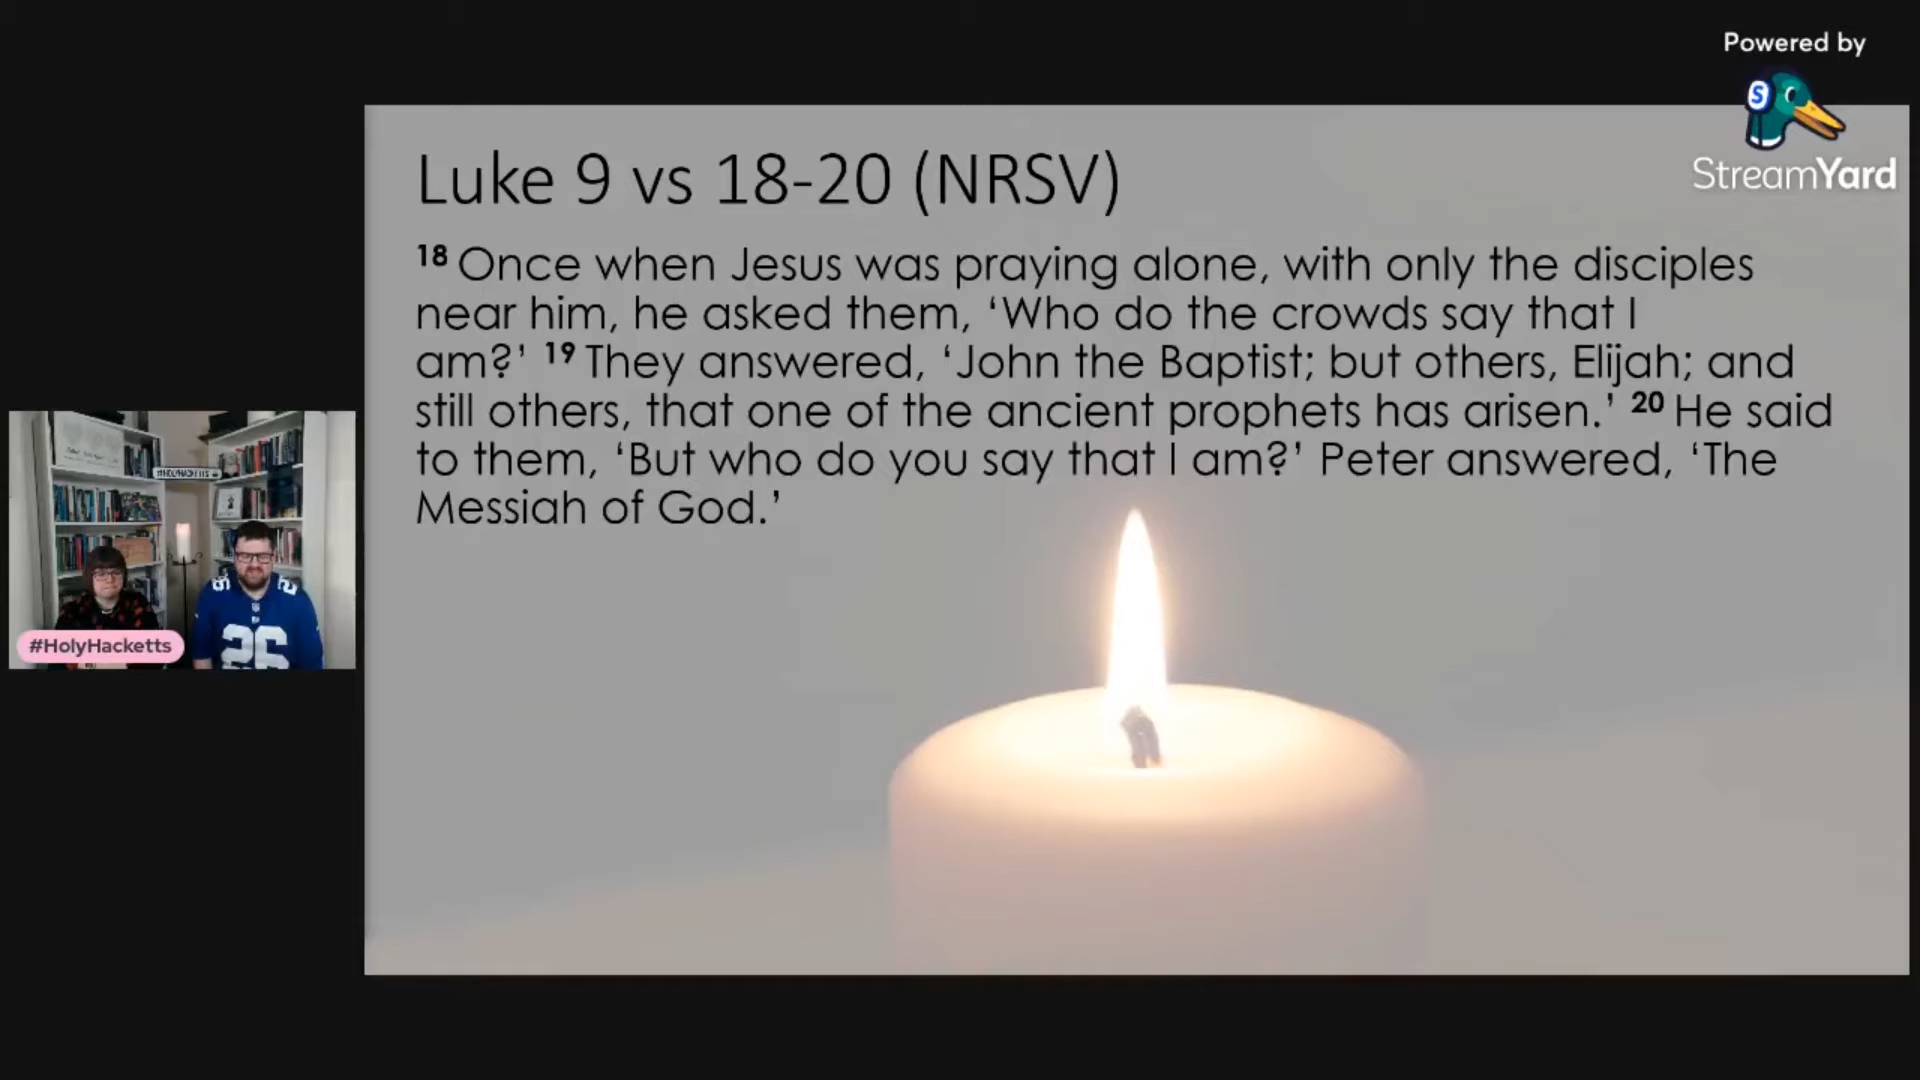 Powered by
StreamYard
Luke 9 vs 18-20 (NRSV)
18 Once when Jesus was praying alone, with only the disciples
near him, he asked them, ‘Who do the crowds say that I
am?’ 19 They answered, ‘John the Baptist; but others, Elijah; and
still others, that one of the ancient prophets has arisen.’ 20 He said
to them, ‘But who do you say that I am?’ Peter answered, ‘The
Messiah of God.’
#HOLYHACKETTS
26
#HolyHacketts